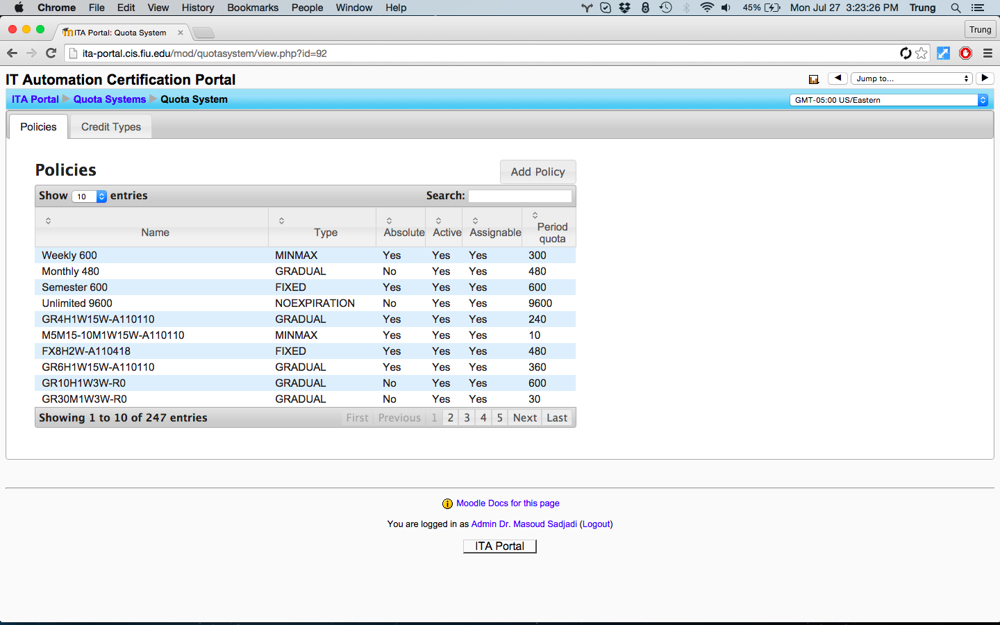 Chrome File Edit View History Bookmarks People Window Help 45% Mon Jul 27 3:23:26 PM Trung
ITA Portal: Quota System × Trung
ita-portal.cis.fiu.edu/mod/quotasystem/view.php?id=92
IT Automation Certification Portal Jump to...
ITA Portal Quota Systems Quota System GMT-05:00 US/Eastern
Policies Credit Types
Policies Add Policy
Show 10 entries Search:
Name Type Absolute Active Assignable Period quota
Weekly 600 MINMAX Yes Yes Yes 300
Monthly 480 GRADUAL No Yes Yes 480
Semester 600 FIXED Yes Yes Yes 600
Unlimited 9600 NOEXPIRATION No Yes Yes 9600
GR4H1W15W-A110110 GRADUAL Yes Yes Yes 240
M5M15-10M1W15W-A110110 MINMAX Yes Yes Yes 10
FX8H2W-A110418 FIXED Yes Yes Yes 480
GR6H1W15W-A110110 GRADUAL Yes Yes Yes 360
GR10H1W3W-R0 GRADUAL No Yes Yes 600
GR30M1W3W-R0 GRADUAL No Yes Yes 30
Showing 1 to 10 of 247 entries First Previous 1 2 3 4 5 Next Last
Moodle Docs for this page
You are logged in as Admin Dr. Masoud Sadjadi (Logout)
ITA Portal